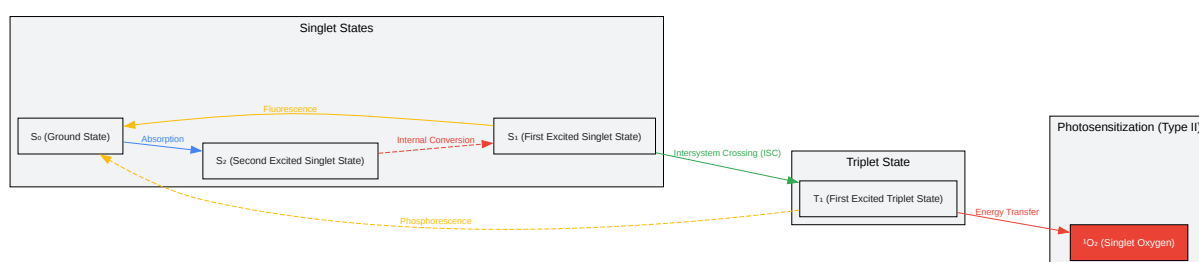 Singlet States
Fluorescence
S₀ (Ground State)
Absorption
S₂ (Second Excited Singlet State)
Internal Conversion
S₁ (First Excited Singlet State)
Intersystem Crossing (ISC)
Phosphorescence
Triplet State
T₁ (First Excited Triplet State)
Energy Transfer
Photosensitization (Type II)
¹O₂ (Singlet Oxygen)